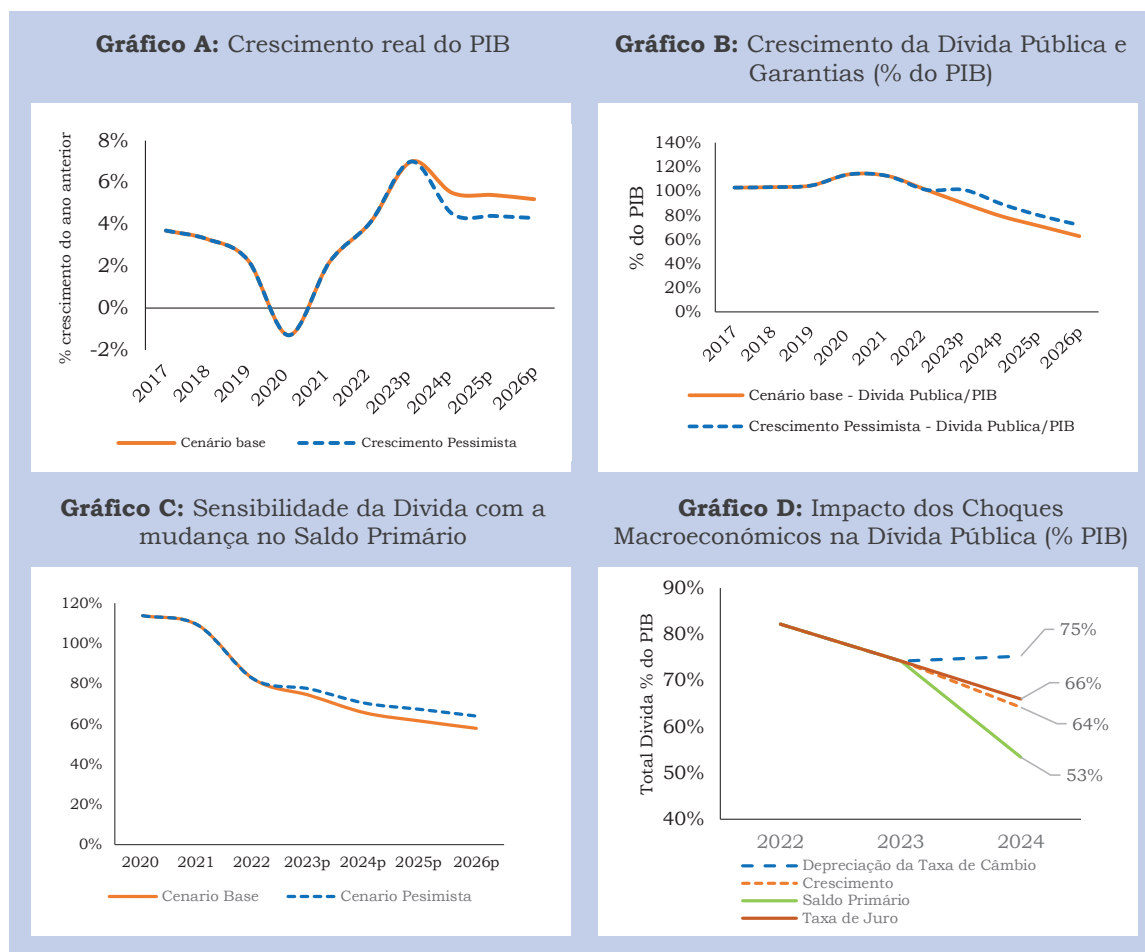 Gráfico A: Crescimento real do PIB
% crescimento do ano anterior
8%
6%
4%
2%
0%
-2%
2017
2018
2019
2020
2021
2022
2023p
2024p
2025p
2026p
Cenário base
Crescimento Pessimista
Gráfico B: Crescimento da Dívida Pública e
Garantias (% do PIB)
% do PIB
140%
120%
100%
80%
60%
40%
20%
0%
2017
2018
2019
2020
2021
2022
2023p
2024p
2025p
2026p
Cenário base - Divida Publica/PIB
Crescimento Pessimista - Divida Publica/PIB
Gráfico C: Sensibilidade da Divida com a
mudança no Saldo Primário
120%
100%
80%
60%
40%
20%
0%
2020
2021
2022
2023p
2024p
2025p
2026p
Cenario Base
Cenario Pesimista
Gráfico D: Impacto dos Choques
Macroeconómicos na Dívida Pública (% PIB)
Total Divida % do PIB
90%
80%
70%
60%
50%
40%
75%
66%
64%
53%
2022
2023
2024
Depreciação da Taxa de Câmbio
Crescimento
Saldo Primário
Taxa de Juro